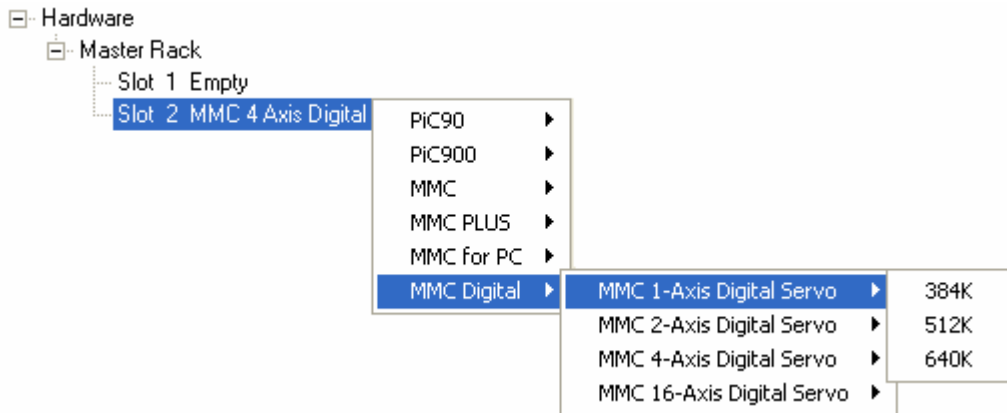 Hardware
Master Rack
Slot 1 Empty
Slot 2 MMC 4 Axis Digital
PiC90
PiC900
MMC
MMC PLUS
MMC for PC
MMC Digital
MMC 1-Axis Digital Servo
MMC 2-Axis Digital Servo
MMC 4-Axis Digital Servo
MMC 16-Axis Digital Servo
384K
512K
640K